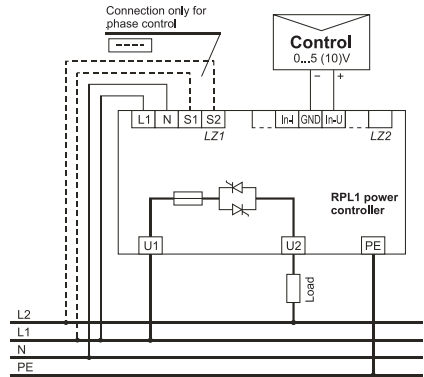 Connection only for
phase control
Control
0...5 (10)V
− +
L1 N S1 S2 In-I GND In-U
LZ1 LZ2
RPL1 power
controller
U1 U2 PE
Load
L2
L1
N
PE